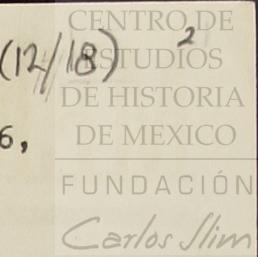 CENTRO DE
(12/18) 2
ESTUDIOS
DE HISTORIA
6,
DE MEXICO
FUNDACIÓN
Carlos Slim